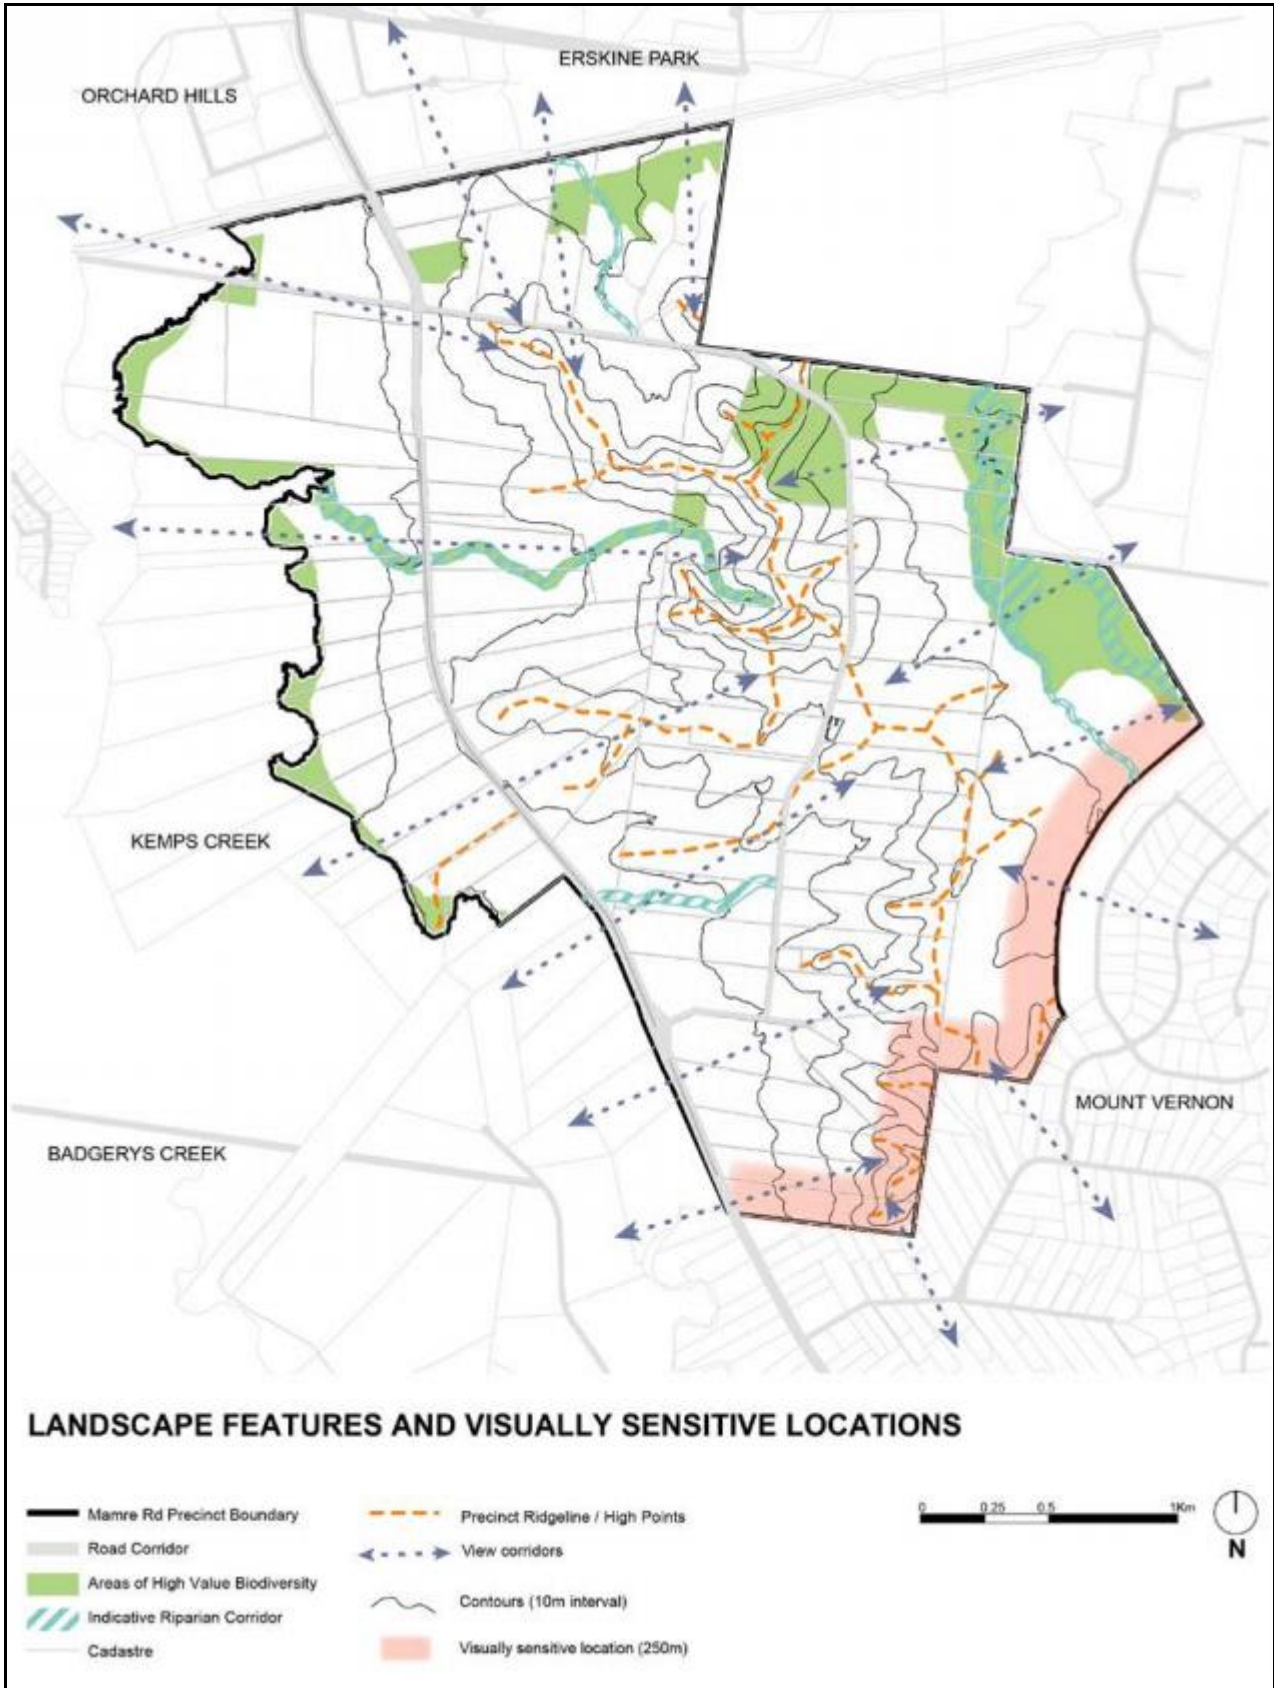 ERSKINE PARK
ORCHARD HILLS
KEMPS CREEK
MOUNT VERNON
BADGERYS CREEK
LANDSCAPE FEATURES AND VISUALLY SENSITIVE LOCATIONS
Mamre Rd Precinct Boundary
Road Corridor
Areas of High Value Biodiversity
Indicative Riparian Corridor
Cadastre
Precinct Ridgeline / High Points
View corridors
Contours (10m interval)
Visually sensitive location (250m)
0 0.25 0.5 1Km
N